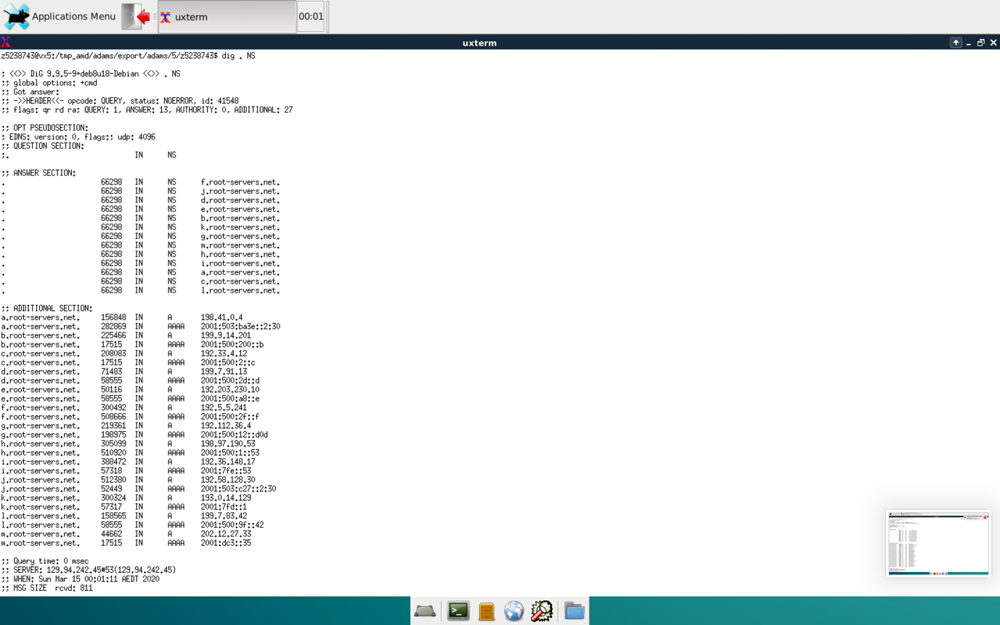 Applications Menu
uxterm
00:01
uxterm
z5238743@vx5:/tmp_amd/adams/export/adams/5/z5238743$ dig . NS
; <<>> DiG 9.9.5-9+deb8u18-Debian <<>> . NS
;; global options: +cmd
;; Got answer:
;; ->>HEADER<<- opcode: QUERY, status: NOERROR, id: 41548
;; flags: qr rd ra; QUERY: 1, ANSWER: 13, AUTHORITY: 0, ADDITIONAL: 27
;; OPT PSEUDOSECTION:
; EDNS: version: 0, flags:; udp: 4096
;; QUESTION SECTION:
;. IN NS
;; ANSWER SECTION:
. 66298 IN NS f.root-servers.net.
. 66298 IN NS j.root-servers.net.
. 66298 IN NS d.root-servers.net.
. 66298 IN NS e.root-servers.net.
. 66298 IN NS b.root-servers.net.
. 66298 IN NS k.root-servers.net.
. 66298 IN NS g.root-servers.net.
. 66298 IN NS m.root-servers.net.
. 66298 IN NS h.root-servers.net.
. 66298 IN NS i.root-servers.net.
. 66298 IN NS a.root-servers.net.
. 66298 IN NS c.root-servers.net.
. 66298 IN NS l.root-servers.net.
;; ADDITIONAL SECTION:
a.root-servers.net. 156848 IN A 198.41.0.4
a.root-servers.net. 282869 IN AAAA 2001:503:ba3e::2:30
b.root-servers.net. 225466 IN A 199.9.14.201
b.root-servers.net. 17515 IN AAAA 2001:500:200::b
c.root-servers.net. 208083 IN A 192.33.4.12
c.root-servers.net. 17515 IN AAAA 2001:500:2::c
d.root-servers.net. 71483 IN A 199.7.91.13
d.root-servers.net. 58555 IN AAAA 2001:500:2d::d
e.root-servers.net. 50116 IN A 192.203.230.10
e.root-servers.net. 58555 IN AAAA 2001:500:a8::e
f.root-servers.net. 300492 IN A 192.5.5.241
f.root-servers.net. 508666 IN AAAA 2001:500:2f::f
g.root-servers.net. 219361 IN A 192.112.36.4
g.root-servers.net. 198975 IN AAAA 2001:500:12::d0d
h.root-servers.net. 305099 IN A 198.97.190.53
h.root-servers.net. 510920 IN AAAA 2001:500:1::53
i.root-servers.net. 388472 IN A 192.36.148.17
i.root-servers.net. 57318 IN AAAA 2001:7fe::53
j.root-servers.net. 512380 IN A 192.58.128.30
j.root-servers.net. 52449 IN AAAA 2001:503:c27::2:30
k.root-servers.net. 300324 IN A 193.0.14.129
k.root-servers.net. 57317 IN AAAA 2001:7fd::1
l.root-servers.net. 158565 IN A 199.7.83.42
l.root-servers.net. 58555 IN AAAA 2001:500:9f::42
m.root-servers.net. 44662 IN A 202.12.27.33
m.root-servers.net. 17515 IN AAAA 2001:dc3::35
;; Query time: 0 msec
;; SERVER: 129.94.242.45#53(129.94.242.45)
;; WHEN: Sun Mar 15 00:01:11 AEDT 2020
;; MSG SIZE rcvd: 811